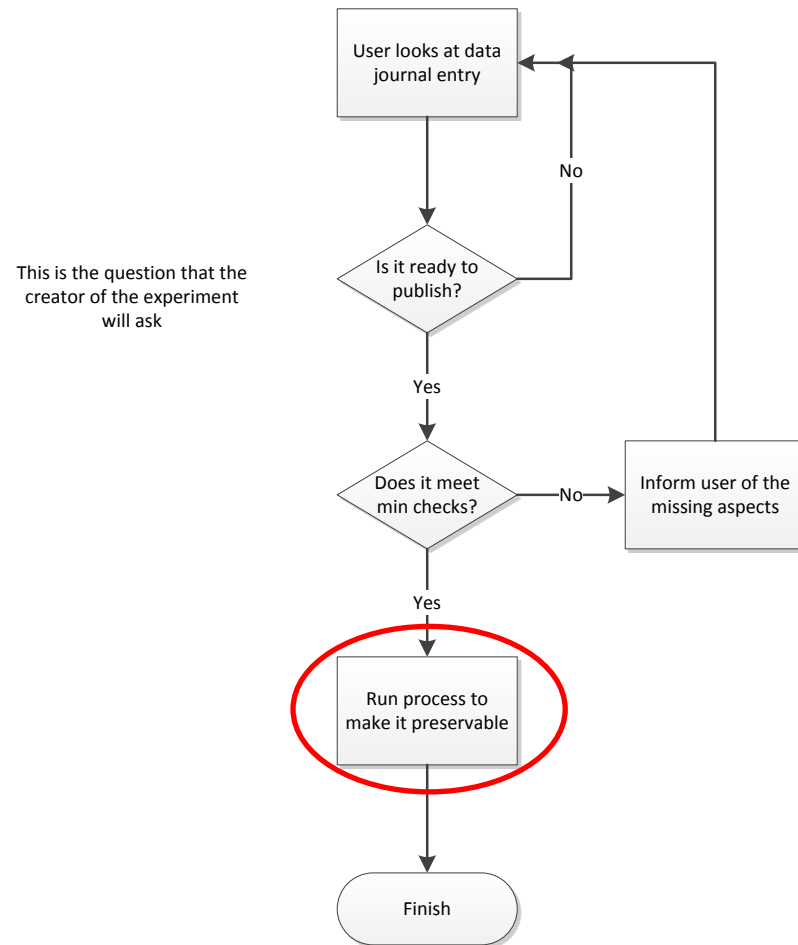 User looks at data
journal entry
No
This is the question that the
creator of the experiment
will ask
Is it ready to
publish?
Yes
Does it meet
min checks?
No
Inform user of the
missing aspects
Yes
Run process to
make it preservable
Finish